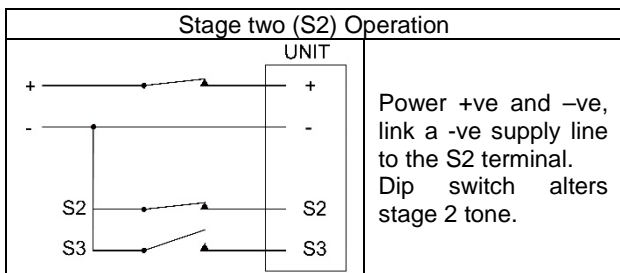 Stage two (S2) Operation
UNIT
+ +
- -
S2 S2
S3 S3
Power +ve and –ve,
link a -ve supply line
to the S2 terminal.
Dip switch alters
stage 2 tone.